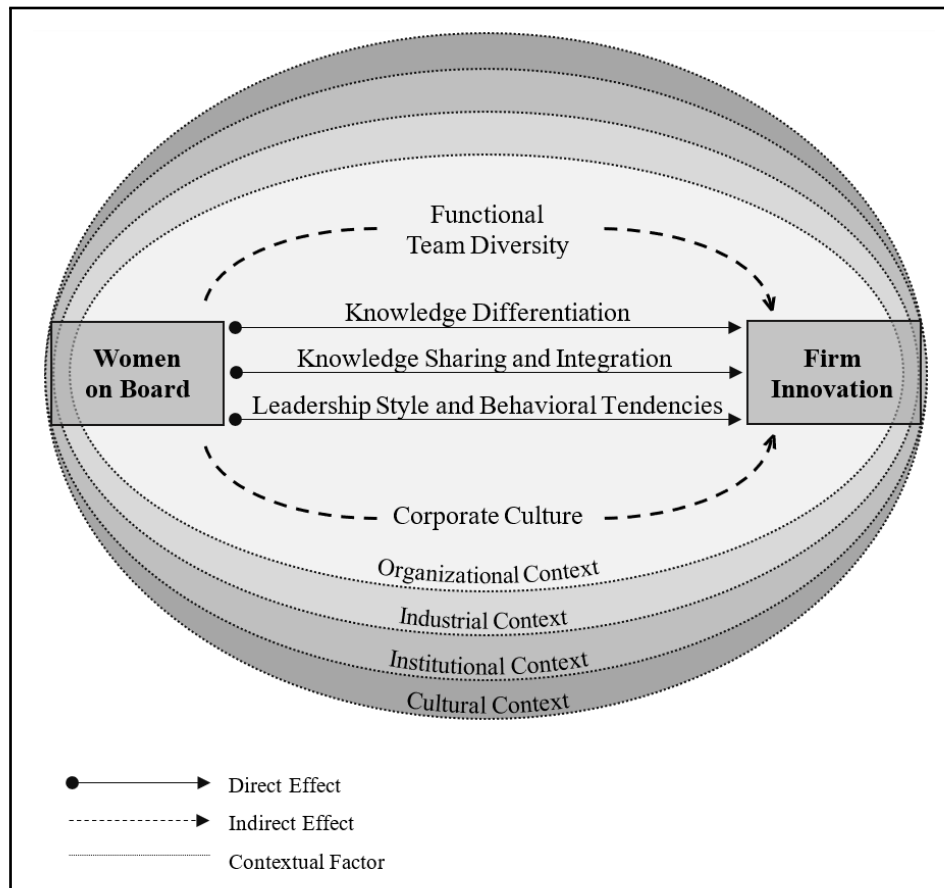 Functional
Team Diversity
Knowledge Differentiation
Women
on Board
Knowledge Sharing and Integration
Firm
Innovation
Leadership Style and Behavioral Tendencies
Corporate Culture
Organizational Context
Industrial Context
Institutional Context
Cultural Context
Direct Effect
Indirect Effect
Contextual Factor